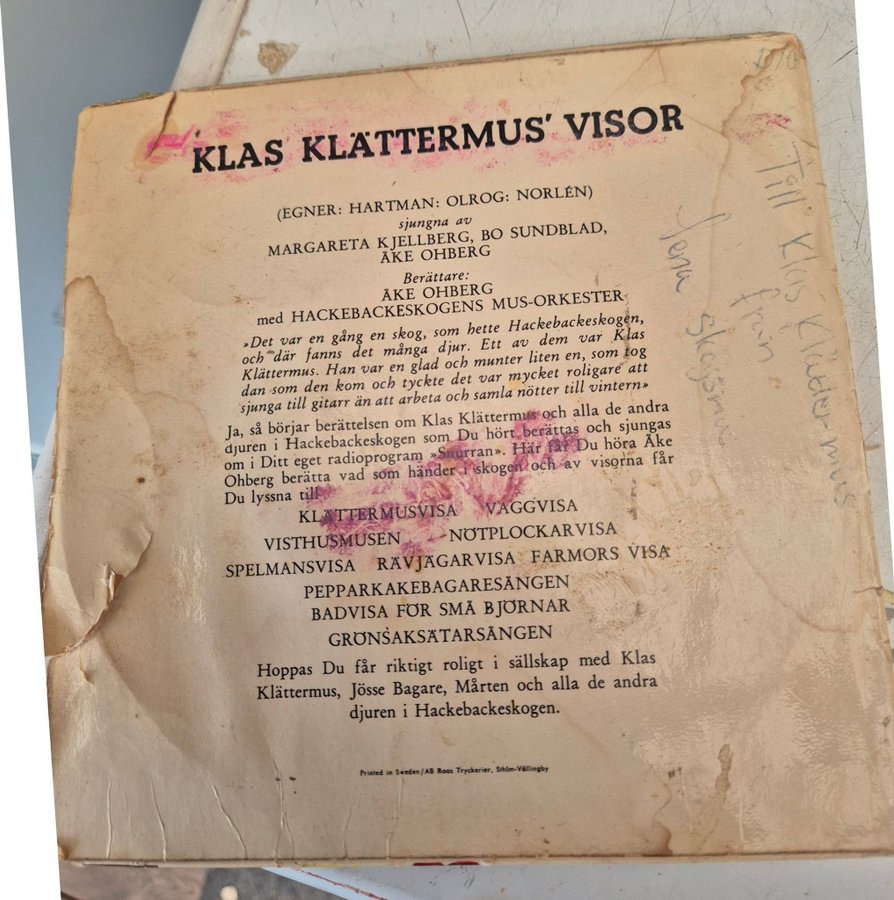 'KLAS KLÄTTERMUS' VISOR
(EGNER: HARTMAN: OLROG: NORLÉN)
sjungna av
MARGARETA KJELLBERG, BO SUNDBLAD,
ÅKE OHBERG
Berättare:
ÅKE OHBERG
med HACKEBACKESKOGENS MUS-ORKESTER
»Det var en gång en skog, som hette Hackebackeskogen,
och där fanns det många djur. Ett av dem var Klas
Klättermus. Han var en glad och munter liten en, som tog
dan som den kom och tyckte det var mycket roligare att
sjunga till gitarr än att arbeta och samla nötter till vintern»
Ja, så börjar berättelsen om Klas Klättermus och alla de andra
djuren i Hackebackeskogen som Du hört berättas och sjungas
om i Ditt eget radioprogram »Snurran». Här får Du höra Åke
Ohberg berätta vad som händer i skogen och av visorna får
Du lyssna till
KLÄTTERMUSVISA VAGGVISA
VISTHUSMUSEN NÖTPLOCKARVISA
SPELMANSVISA RÄVJÄGARVISA FARMORS VISA
PEPPARKAKEBAGARESÅNGEN
BADVISA FÖR SMÅ BJÖRNAR
GRÖNSAKSÄTARSÅNGEN
Hoppas Du får riktigt roligt i sällskap med Klas
Klättermus, Jösse Bagare, Mårten och alla de andra
djuren i Hackebackeskogen.
Printed in Sweden/AB Roos Tryckerier, Sthlm-Vällingby
Till Klas Klättermus
från
skogsmus